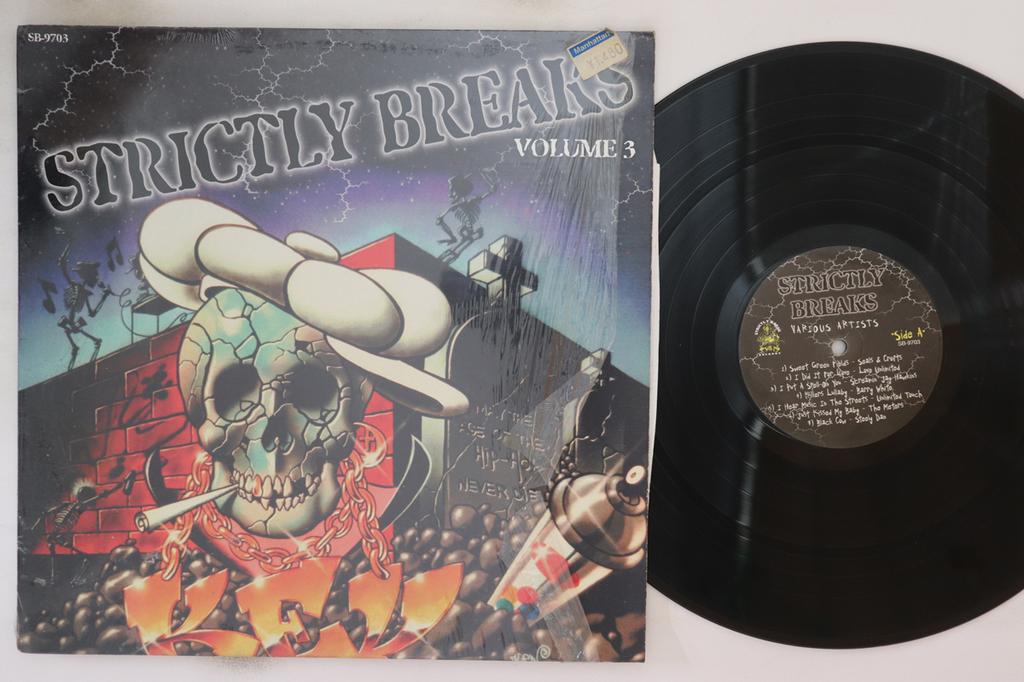 SB-9703
Manhattan
STRICTLY BREAKS
VOLUME 3
MAY THE
AGE OF THE
HIP-HOP
NEVER DIE
KEN
STRICTLY
BREAKS
VARIOUS ARTISTS
"Side A"
SB-9703
1) Sweet Green Fields - Seals & Crofts
2) I Did It For Love - Love Unlimited
3) I Put A Spell On You - Screamin' Jay Hawkins
4) Killers Lullaby - Barry White
5) I Hear Music In The Streets - Unlimited Touch
6) Just Kissed My Baby - The Meters
7) Black Cow - Steely Dan